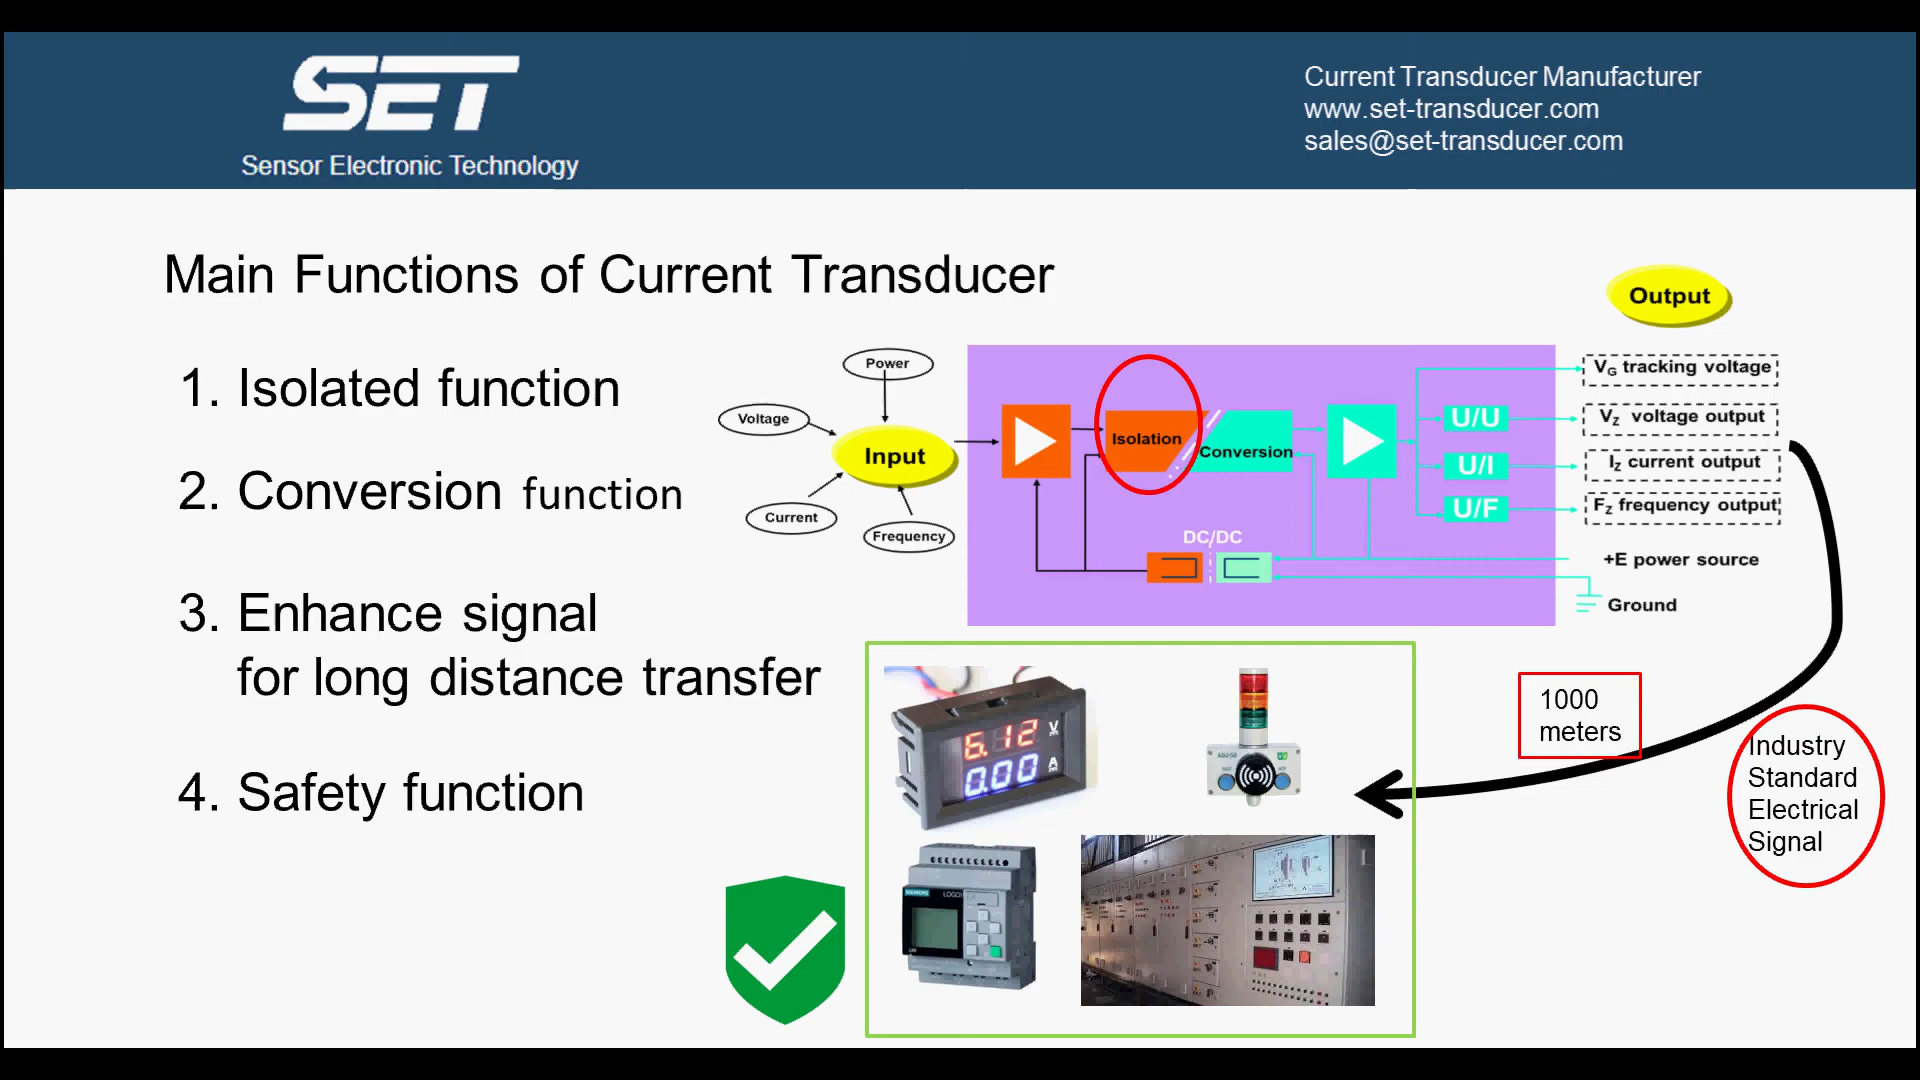 SET
Sensor Electronic Technology
Current Transducer Manufacturer
www.set-transducer.com
sales@set-transducer.com
Main Functions of Current Transducer
1. Isolated function
2. Conversion function
3. Enhance signal
for long distance transfer
4. Safety function
Power
Voltage
Input
Current
Frequency
Isolation
Conversion
DC/DC
U/U
U/I
U/F
Output
VG tracking voltage
VZ voltage output
IZ current output
FZ frequency output
+E power source
Ground
6.12 V
0.00 A
SIEMENS
LOGO!
1000
meters
Industry
Standard
Electrical
Signal